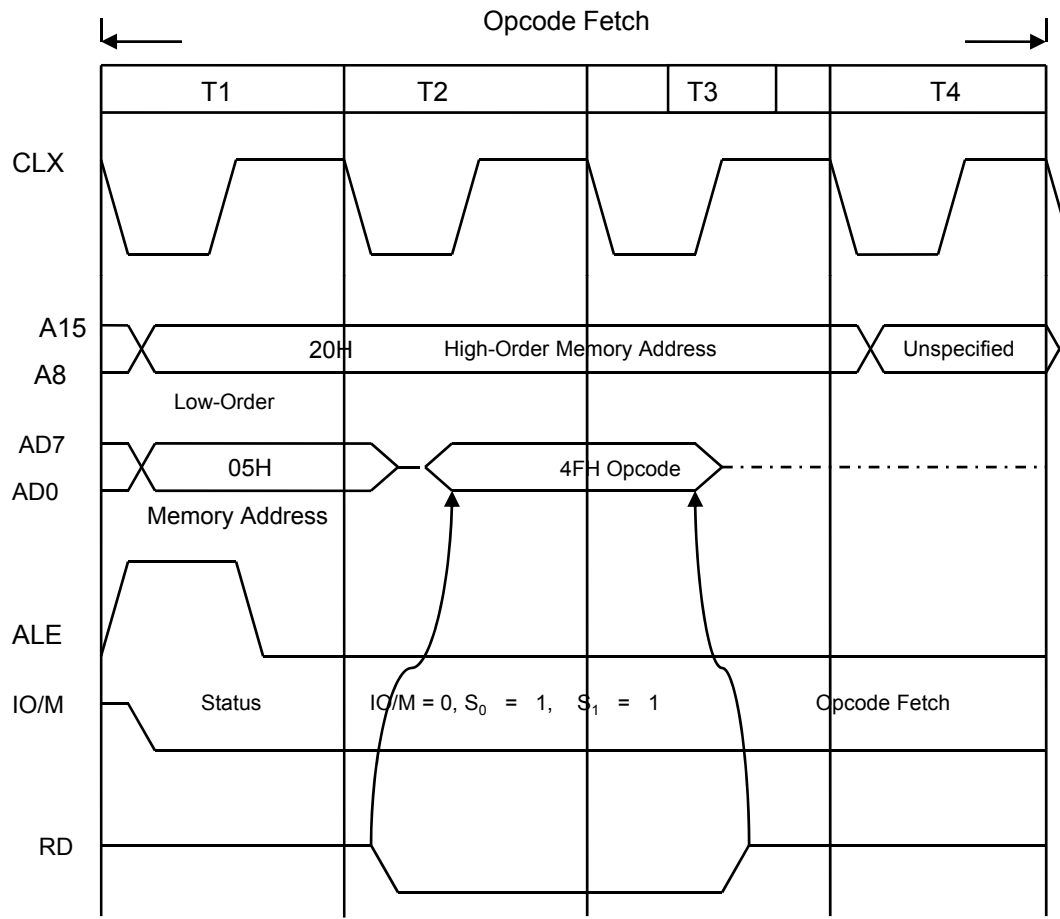 Opcode Fetch
T1 T2 T3 T4
CLX
A15
20H High-Order Memory Address Unspecified
A8
Low-Order
AD7
05H 4FH Opcode
AD0
Memory Address
ALE
IO/M Status IO/M = 0, S₀ = 1, S₁ = 1 Opcode Fetch
RD